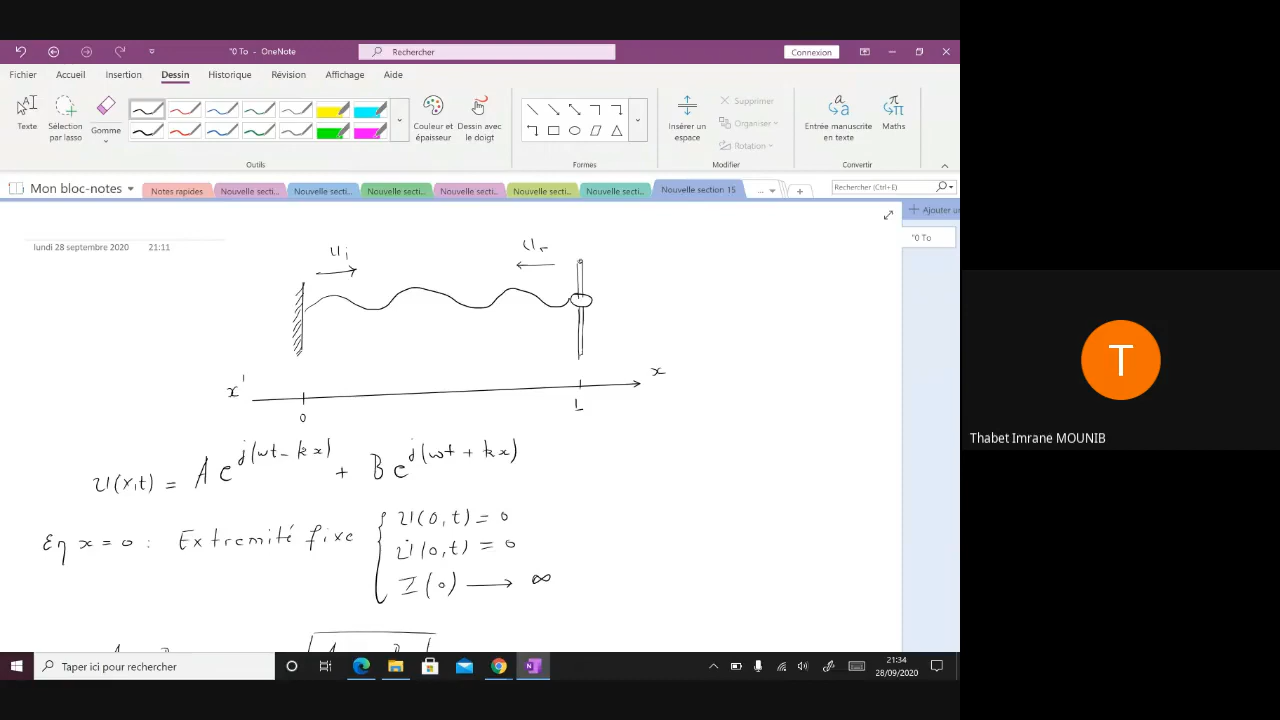 "0 To - OneNote
Rechercher
Connexion
Fichier Accueil Insertion Dessin Historique Révision Affichage Aide
Texte
Sélection par lasso
Gomme
Couleur et épaisseur
Dessin avec le doigt
Insérer un espace
Supprimer
Organiser
Rotation
Entrée manuscrite en texte
Maths
Outils Formes Modifier Convertir
Mon bloc-notes
Notes rapides Nouvelle secti... Nouvelle secti... Nouvelle secti... Nouvelle secti... Nouvelle secti... Nouvelle secti... Nouvelle section 15 ...
Rechercher (Ctrl+E)
Ajouter un
"0 To
lundi 28 septembre 2020 21:11
Ui Ur
x' x
0 L
U(x,t) = A e^j(wt - kx) + B e^j(wt + kx)
En x = 0 : Extremité fixe
U(0,t) = 0
U̇(0,t) = 0
Z(0) → ∞
Thabet Imrane MOUNIB
T
Taper ici pour rechercher
21:34
28/09/2020